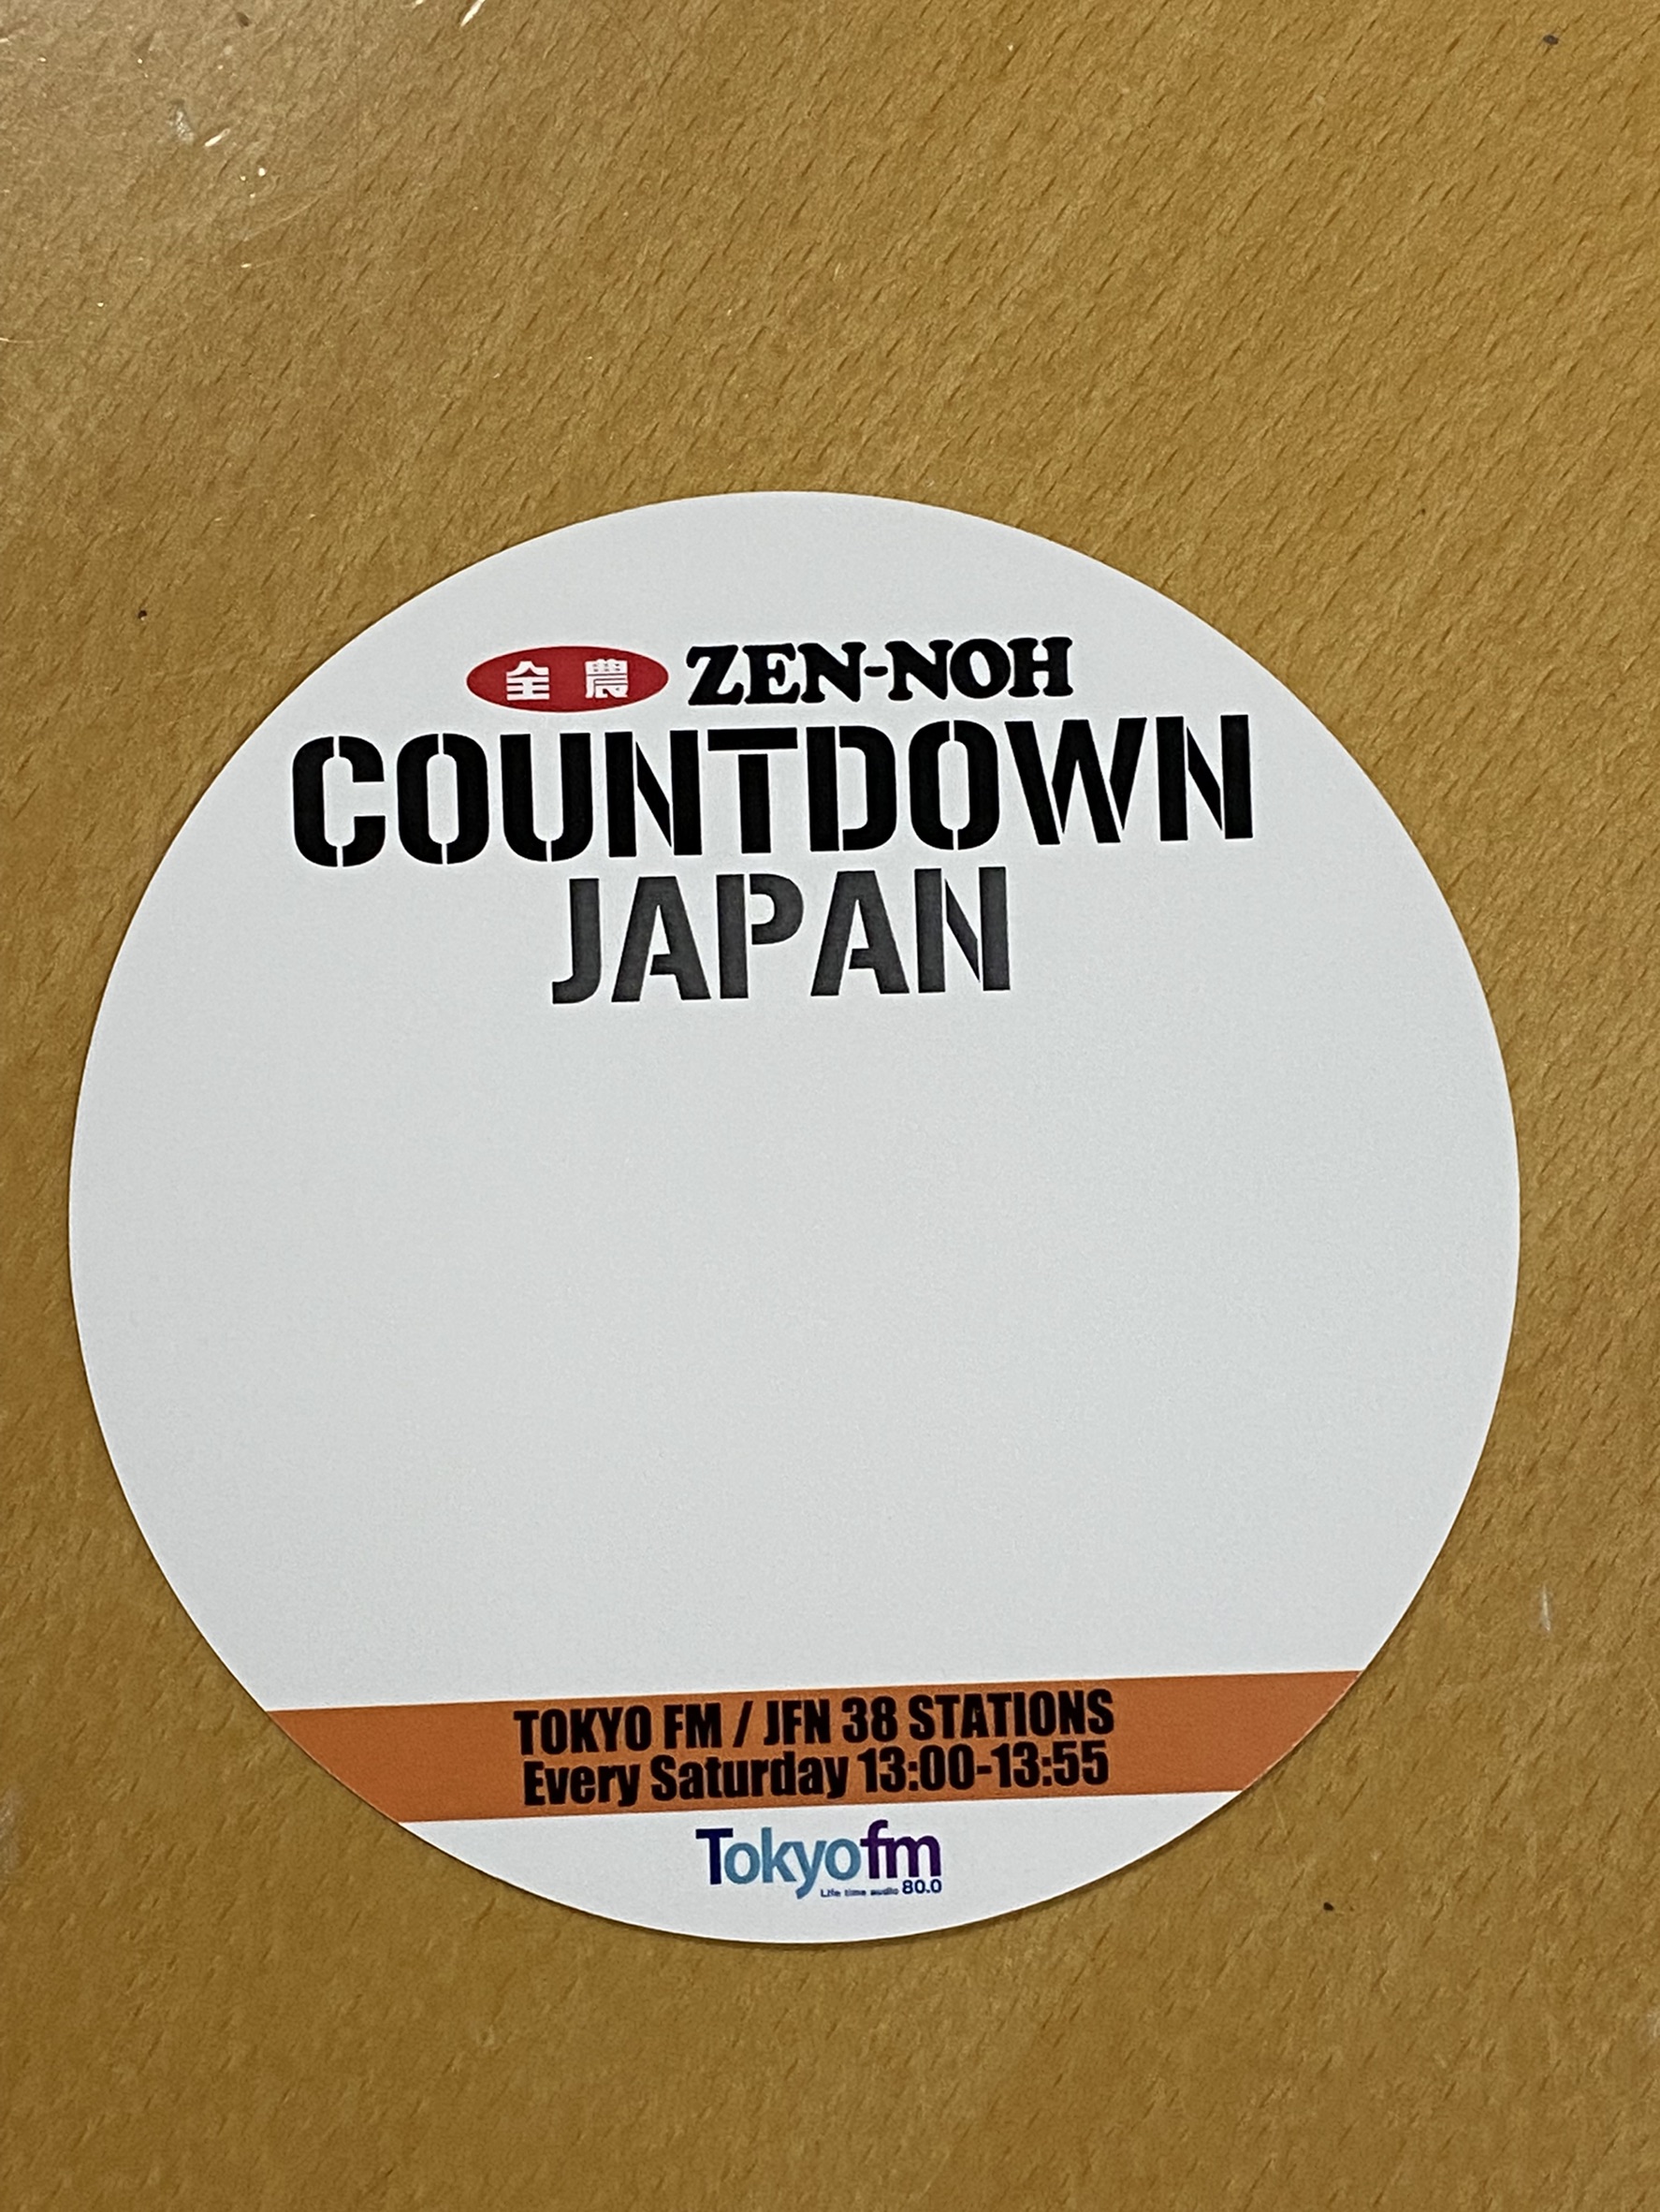 全農 ZEN-NOH
COUNTDOWN
JAPAN
TOKYO FM / JFN 38 STATIONS
Every Saturday 13:00-13:55
Tokyofm
Life time audio 80.0